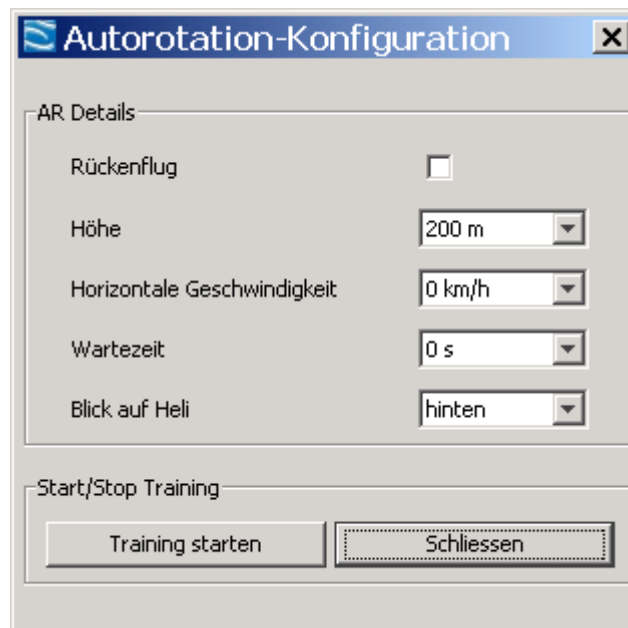 Autorotation-Konfiguration
AR Details
Rückenflug
Höhe 200 m
Horizontale Geschwindigkeit 0 km/h
Wartezeit 0 s
Blick auf Heli hinten
Start/Stop Training
Training starten Schliessen